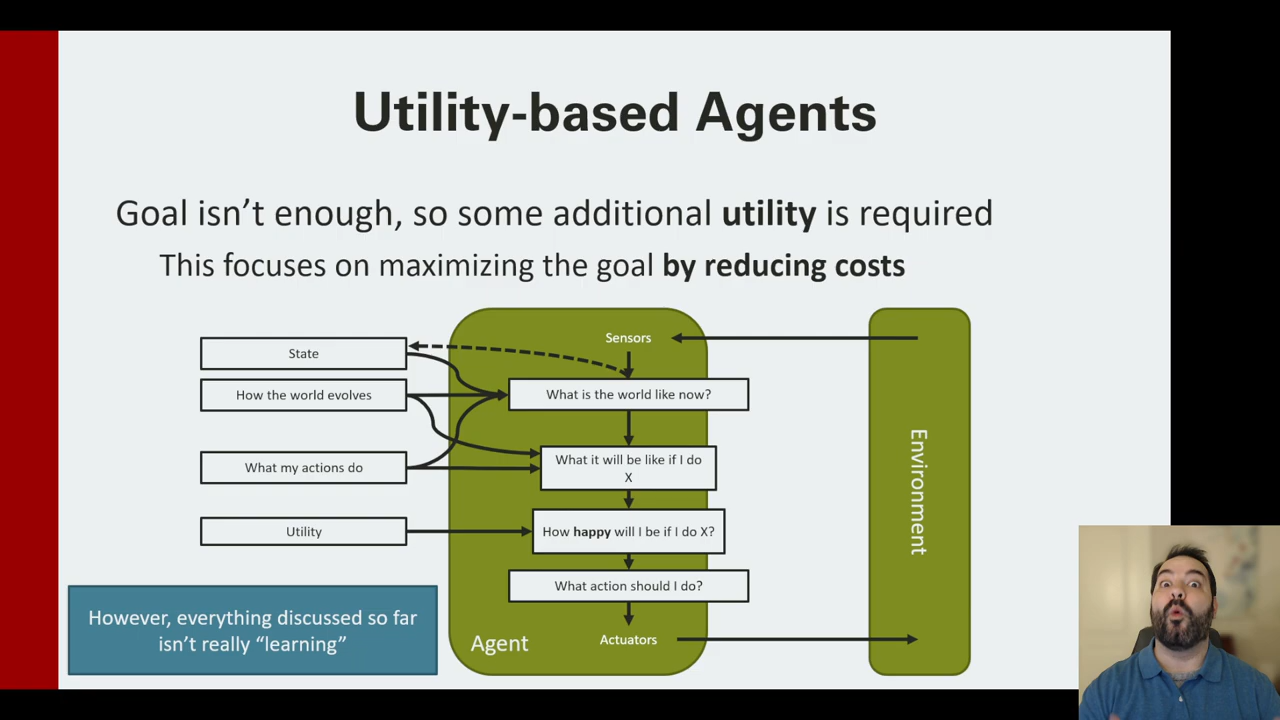 Utility-based Agents
Goal isn’t enough, so some additional utility is required
This focuses on maximizing the goal by reducing costs
Sensors
State
How the world evolves
What is the world like now?
What my actions do
What it will be like if I do
X
Utility
How happy will I be if I do X?
What action should I do?
However, everything discussed so far
isn’t really “learning”
Agent
Actuators
Environment